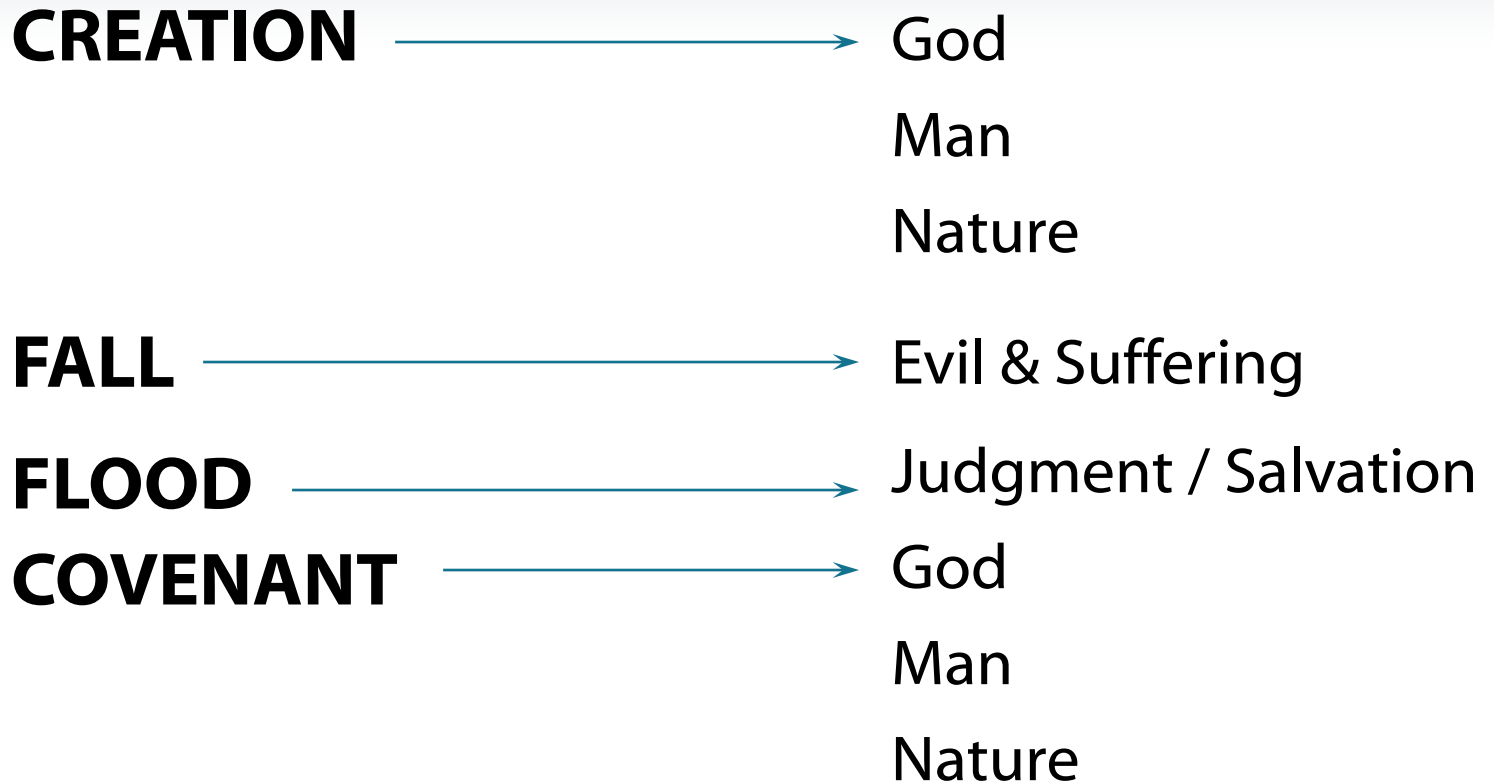 CREATION God
Man
Nature
FALL Evil & Suffering
FLOOD Judgment / Salvation
COVENANT God
Man
Nature